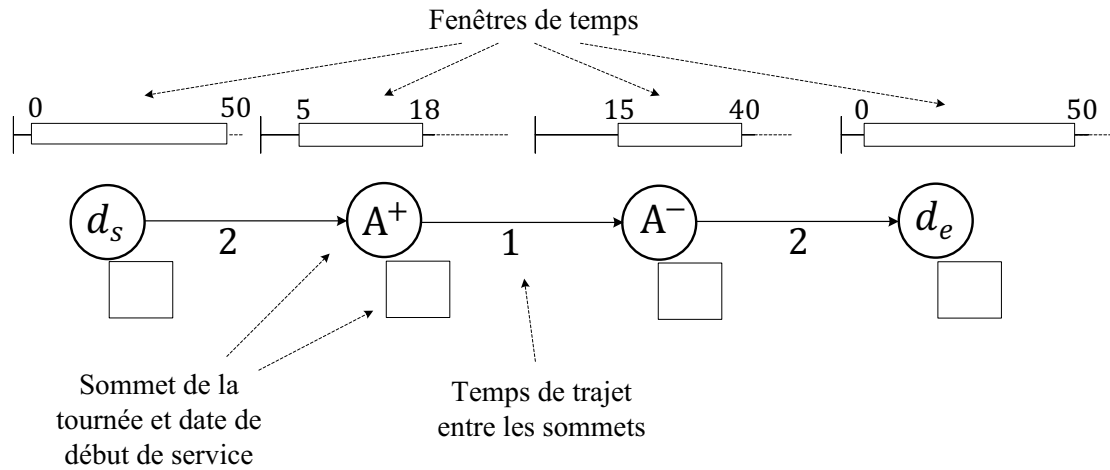 Fenêtres de temps
0 50 5 18 15 40 0 50
d_s A⁺ A⁻ d_e
2 1 2
Sommet de la
tournée et date de
début de service
Temps de trajet
entre les sommets